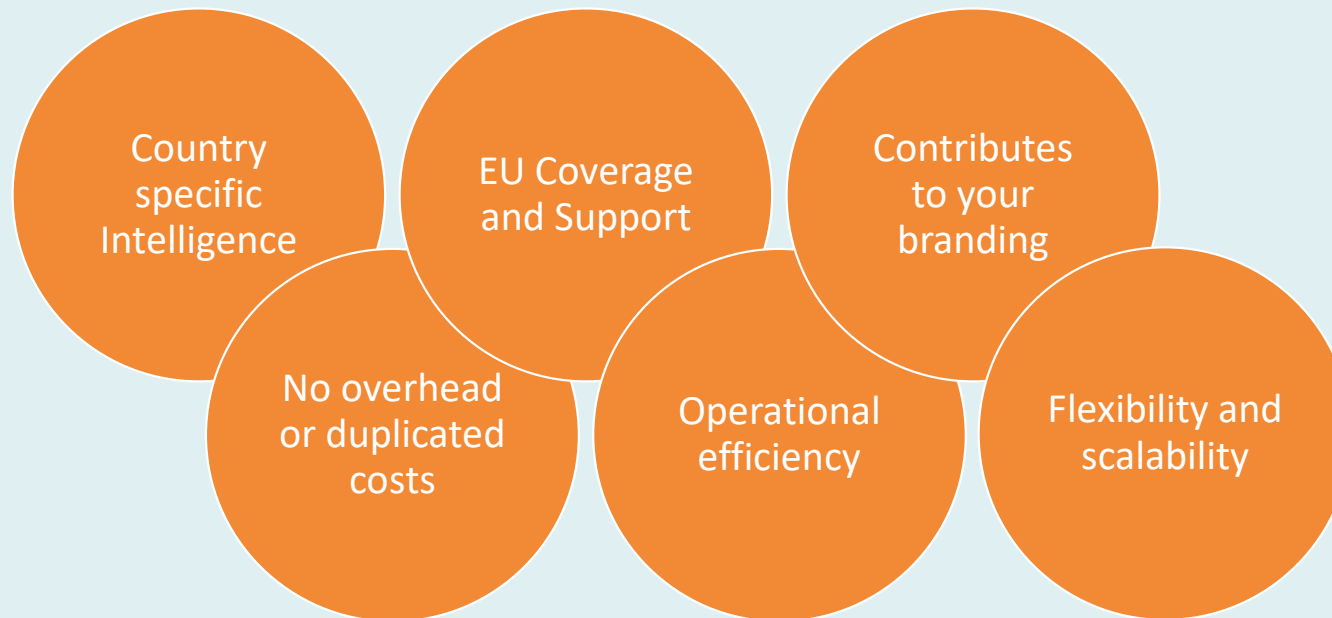 Country
specific
Intelligence
No overhead
or duplicated
costs
EU Coverage
and Support
Operational
efficiency
Contributes
to your
branding
Flexibility and
scalability